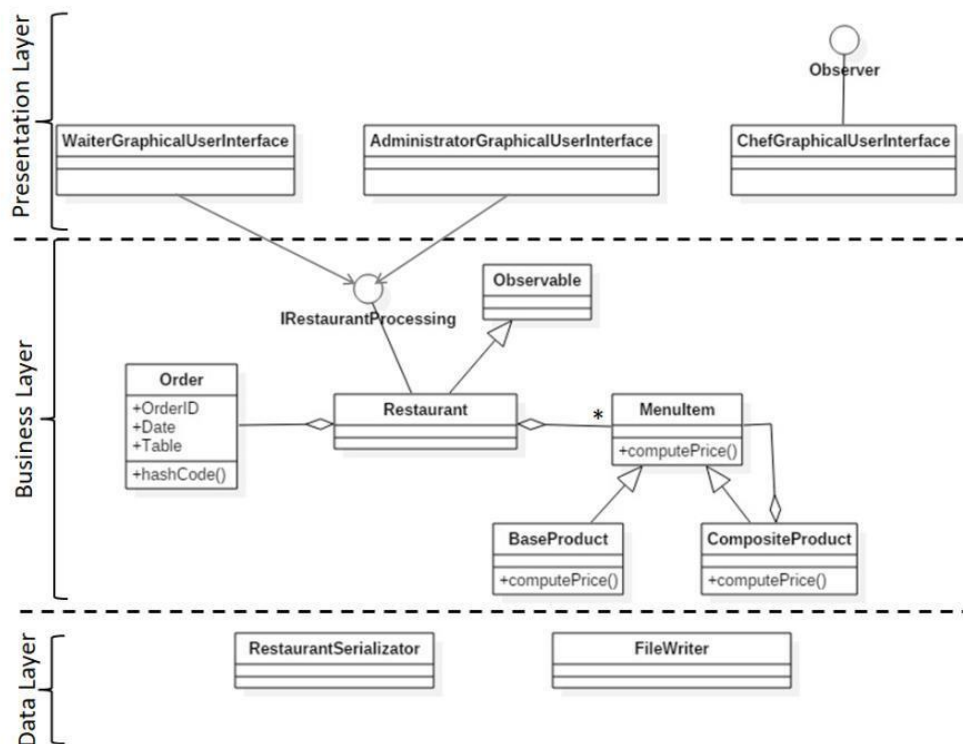 Presentation Layer
Observer
WaiterGraphicalUserInterface
AdministratorGraphicalUserInterface
ChefGraphicalUserInterface
Business Layer
Observable
IRestaurantProcessing
Order
+OrderID
+Date
+Table
+hashCode()
Restaurant
*
MenuItem
+computePrice()
BaseProduct
+computePrice()
CompositeProduct
+computePrice()
Data Layer
RestaurantSerializator
FileWriter